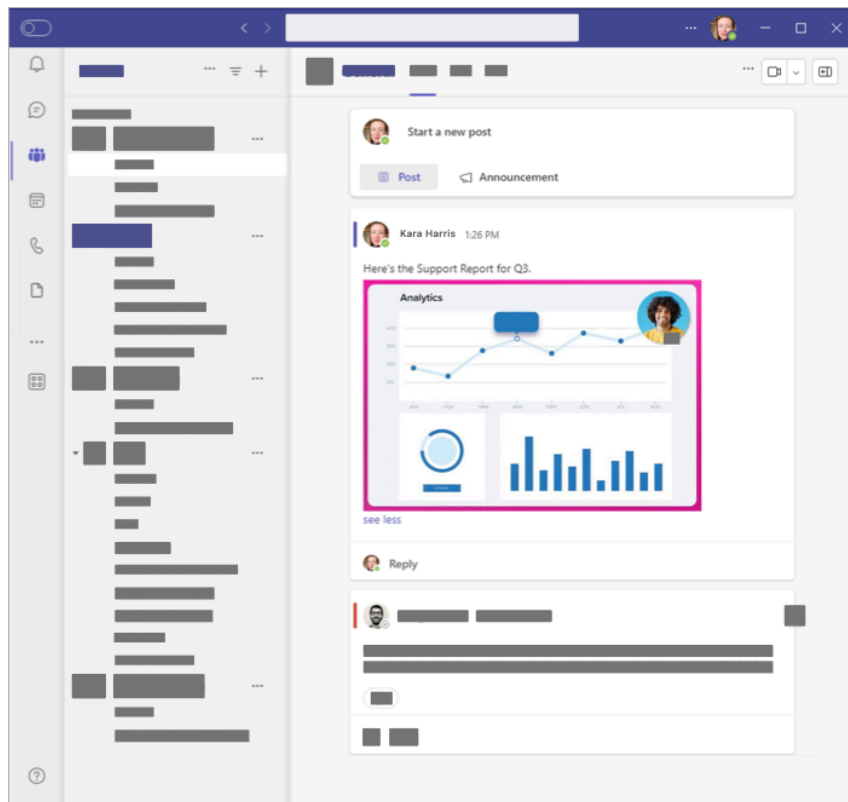 Start a new post
Post
Announcement
Kara Harris 1:26 PM
Here's the Support Report for Q3.
Analytics
see less
Reply